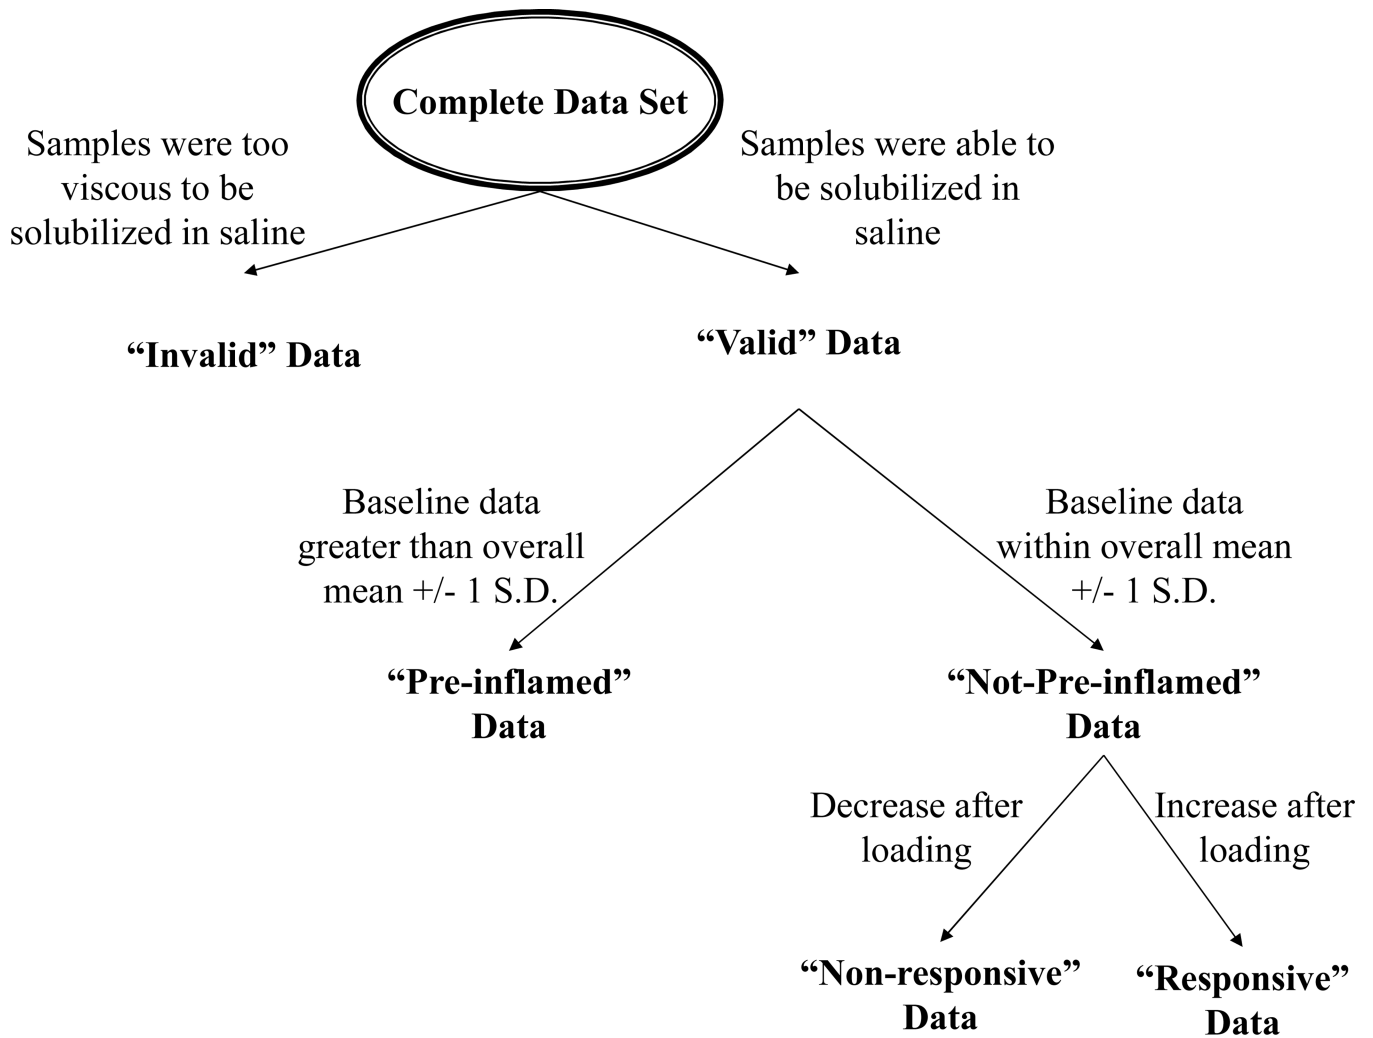 Complete Data Set
Samples were too
viscous to be
solubilized in saline
Samples were able to
be solubilized in
saline
“Invalid” Data
“Valid” Data
Baseline data
greater than overall
mean +/- 1 S.D.
Baseline data
within overall mean
+/- 1 S.D.
“Pre-inflamed”
Data
“Not-Pre-inflamed”
Data
Decrease after
loading
Increase after
loading
“Non-responsive”
Data
“Responsive”
Data